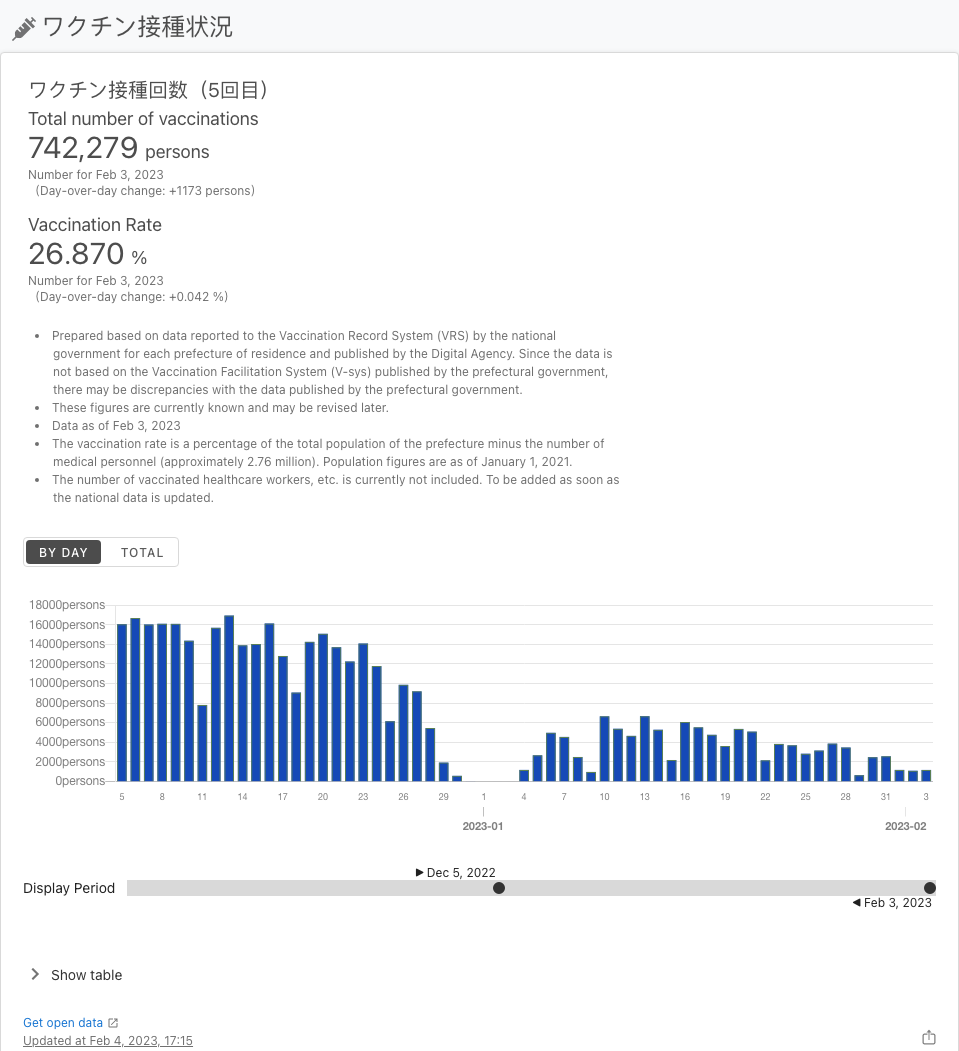 ワクチン接種状況
ワクチン接種回数（5回目）
Total number of vaccinations
742,279 persons
Number for Feb 3, 2023
(Day-over-day change: +1173 persons)
Vaccination Rate
26.870 %
Number for Feb 3, 2023
(Day-over-day change: +0.042 %)
• Prepared based on data reported to the Vaccination Record System (VRS) by the national
government for each prefecture of residence and published by the Digital Agency. Since the data is
not based on the Vaccination Facilitation System (V-sys) published by the prefectural government,
there may be discrepancies with the data published by the prefectural government.
• These figures are currently known and may be revised later.
• Data as of Feb 3, 2023
• The vaccination rate is a percentage of the total population of the prefecture minus the number of
medical personnel (approximately 2.76 million). Population figures are as of January 1, 2021.
• The number of vaccinated healthcare workers, etc. is currently not included. To be added as soon as
the national data is updated.
BY DAY TOTAL
18000persons
16000persons
14000persons
12000persons
10000persons
8000persons
6000persons
4000persons
2000persons
0persons
5 8 11 14 17 20 23 26 29 1 4 7 10 13 16 19 22 25 28 31 3
2023-01 2023-02
▶ Dec 5, 2022
Display Period
◀ Feb 3, 2023
Show table
Get open data
Updated at Feb 4, 2023, 17:15